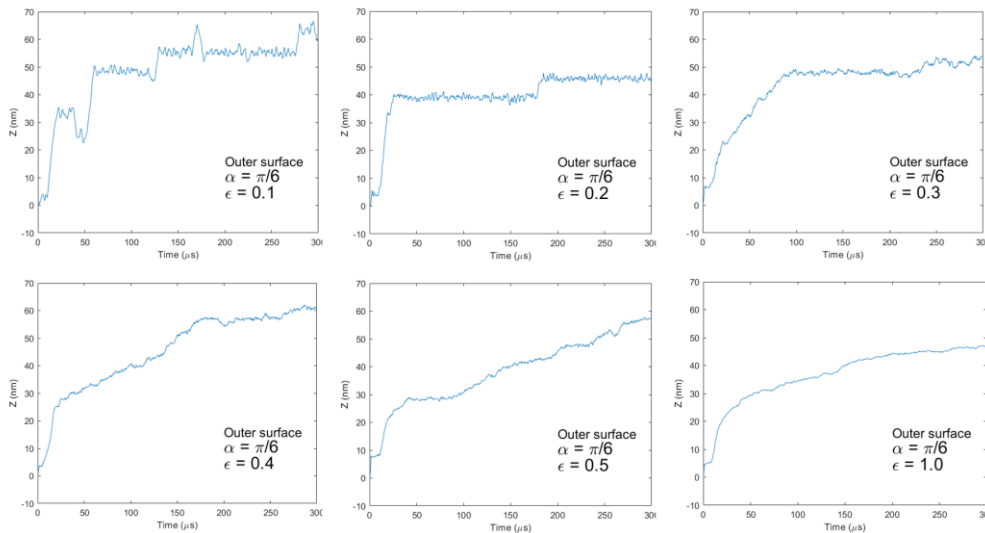 70
60
50
40
30
20
10
0
-10
Z (nm)
Outer surface
α = π/6
ϵ = 0.1
0 50 100 150 200 250 300
Time (μs)
70
60
50
40
30
20
10
0
-10
Z (nm)
Outer surface
α = π/6
ϵ = 0.2
0 50 100 150 200 250 300
Time (μs)
70
60
50
40
30
20
10
0
-10
Z (nm)
Outer surface
α = π/6
ϵ = 0.3
0 50 100 150 200 250 300
Time (μs)
70
60
50
40
30
20
10
0
-10
Z (nm)
Outer surface
α = π/6
ϵ = 0.4
0 50 100 150 200 250 300
Time (μs)
70
60
50
40
30
20
10
0
-10
Z (nm)
Outer surface
α = π/6
ϵ = 0.5
0 50 100 150 200 250 300
Time (μs)
70
60
50
40
30
20
10
0
-10
Z (nm)
Outer surface
α = π/6
ϵ = 1.0
0 50 100 150 200 250 300
Time (μs)